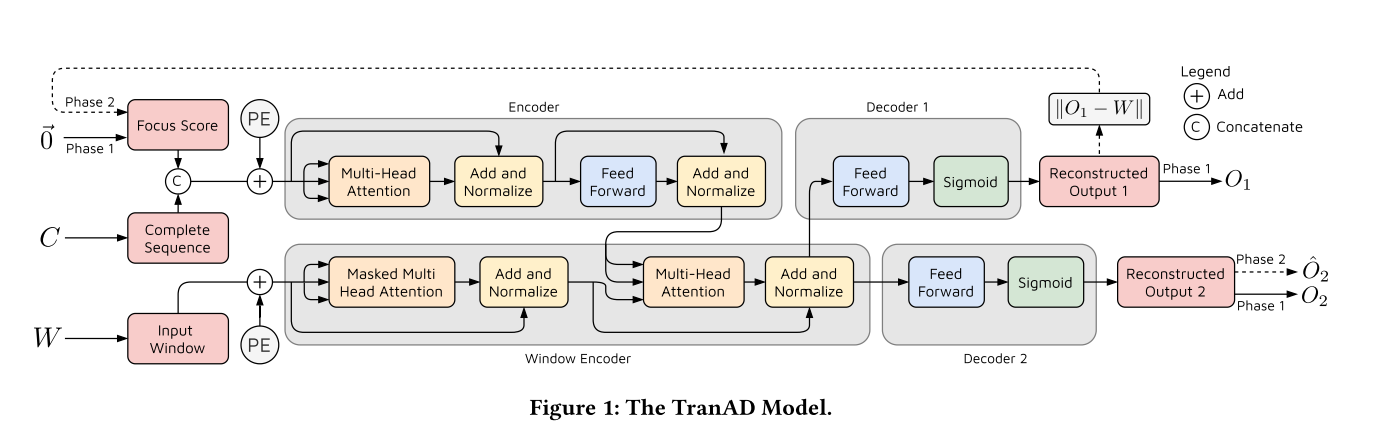 Legend
+ Add
C Concatenate
Phase 2
Phase 1
$\vec{0}$
Focus Score
PE
C
+
C
Complete
Sequence
Encoder
Multi-Head
Attention
Add and
Normalize
Feed
Forward
Add and
Normalize
Decoder 1
Feed
Forward
Sigmoid
Reconstructed
Output 1
‖O₁ − W‖
Phase 1
O₁
W
Input
Window
+
PE
Masked Multi
Head Attention
Add and
Normalize
Multi-Head
Attention
Add and
Normalize
Window Encoder
Feed
Forward
Sigmoid
Decoder 2
Reconstructed
Output 2
Phase 2
Ô₂
Phase 1
O₂
Figure 1: The TranAD Model.